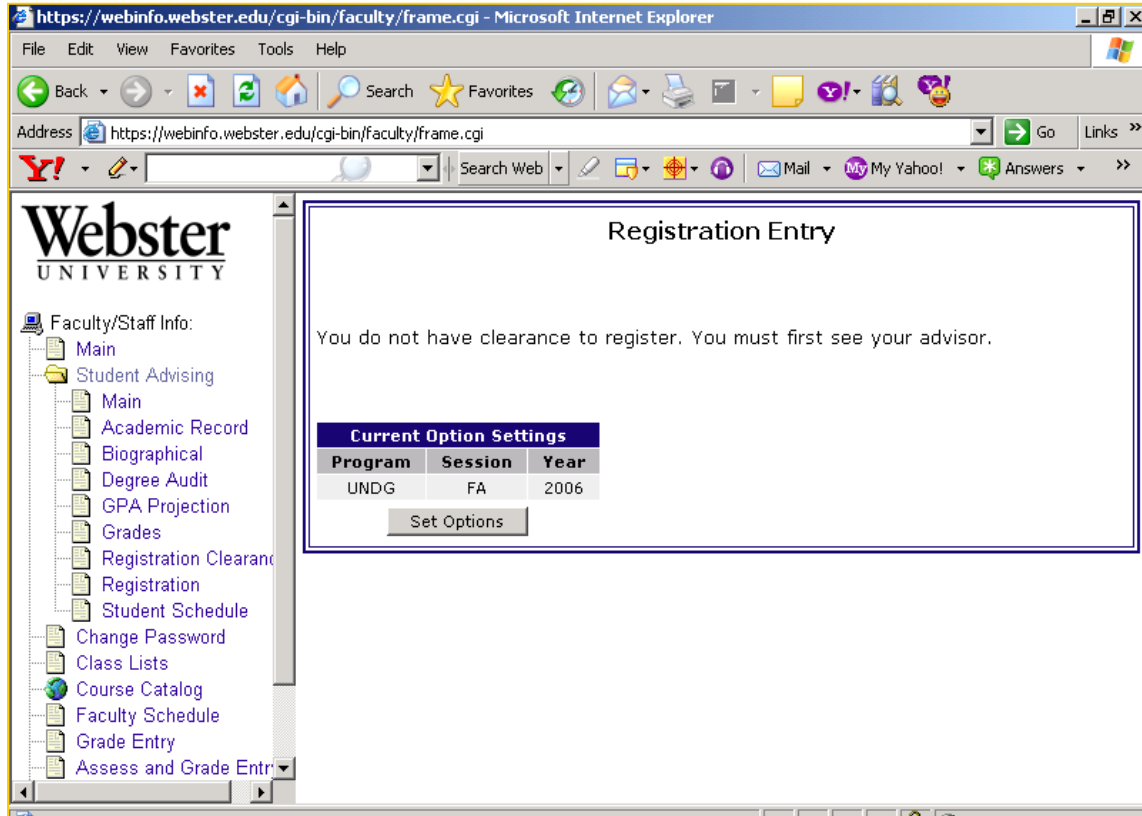 https://webinfo.webster.edu/cgi-bin/faculty/frame.cgi - Microsoft Internet Explorer
File Edit View Favorites Tools Help
Back Search Favorites
Address https://webinfo.webster.edu/cgi-bin/faculty/frame.cgi Go Links »
Y! Search Web Mail My My Yahoo! Answers »
Webster
UNIVERSITY
Faculty/Staff Info:
Main
Student Advising
Main
Academic Record
Biographical
Degree Audit
GPA Projection
Grades
Registration Clearanc
Registration
Student Schedule
Change Password
Class Lists
Course Catalog
Faculty Schedule
Grade Entry
Assess and Grade Entr
Registration Entry
You do not have clearance to register. You must first see your advisor.
Current Option Settings
Program Session Year
UNDG FA 2006
Set Options